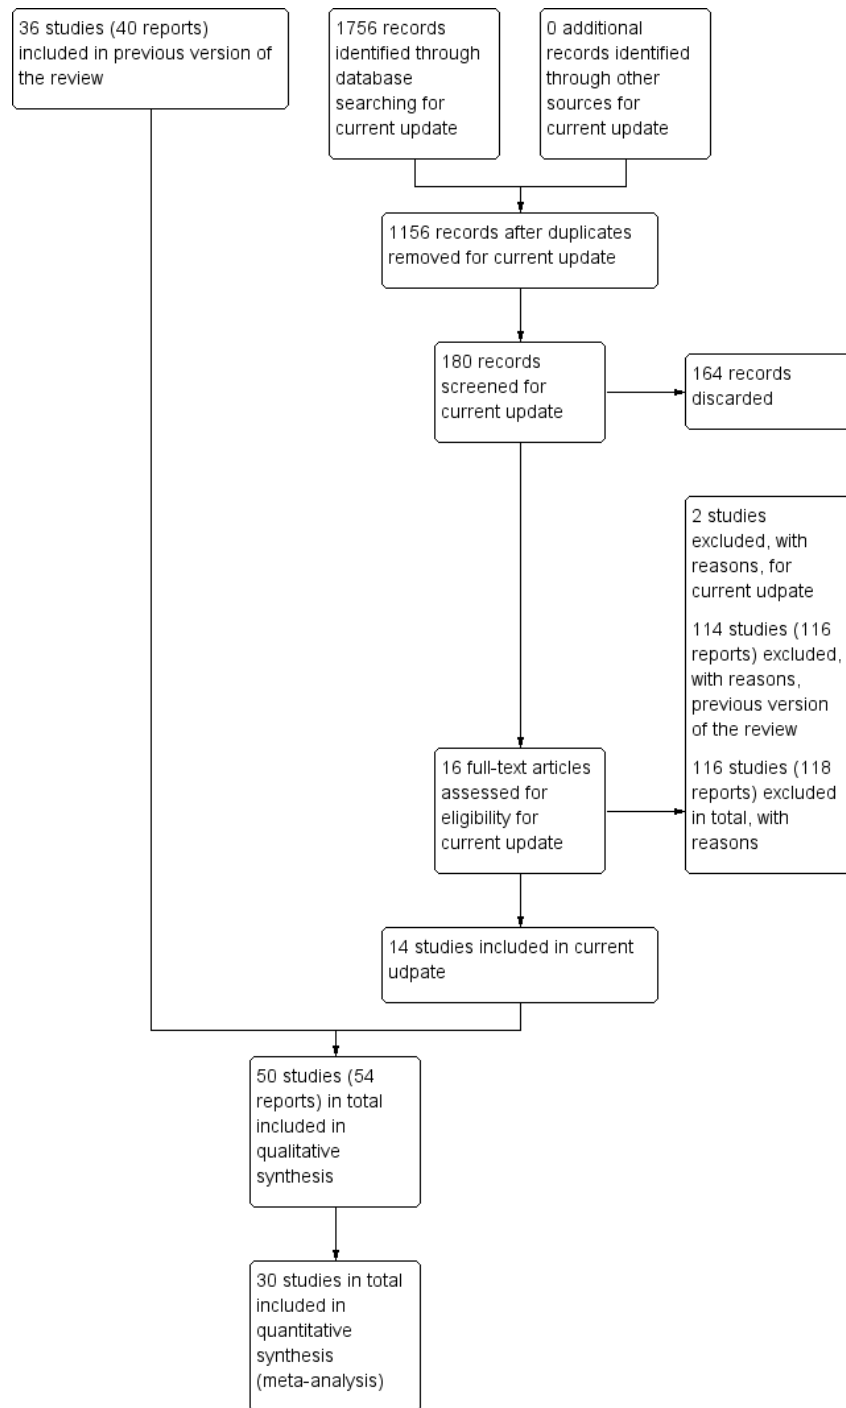 36 studies (40 reports)
included in previous version of
the review
1756 records
identified through
database
searching for
current update
0 additional
records identified
through other
sources for
current update
1156 records after duplicates
removed for current update
180 records
screened for
current update
164 records
discarded
2 studies
excluded, with
reasons, for
current udpate
114 studies (116
reports) excluded,
with reasons,
previous version
of the review
116 studies (118
reports) excluded
in total, with
reasons
16 full-text articles
assessed for
eligibility for
current update
14 studies included in current
udpate
50 studies (54
reports) in total
included in
qualitative
synthesis
30 studies in total
included in
quantitative
synthesis
(meta-analysis)